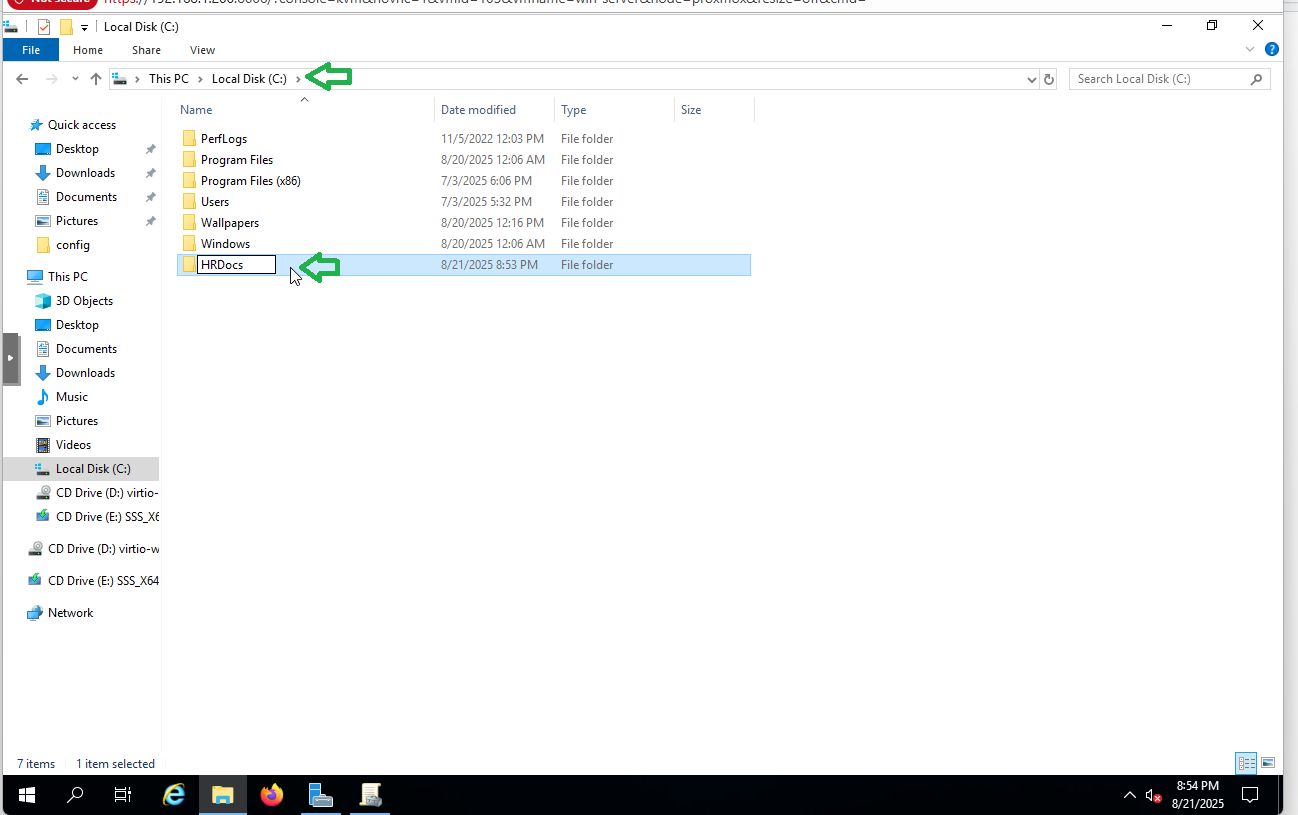 Not secure https://192.168.1.200:8006/?console=kvm&novnc=1&vmid=105&vmname=win-server&node=proxmox&resize=off&cmd=
Local Disk (C:)
File Home Share View
This PC Local Disk (C:) Search Local Disk (C:)
Name Date modified Type Size
Quick access
Desktop
Downloads
Documents
Pictures
config
This PC
3D Objects
Desktop
Documents
Downloads
Music
Pictures
Videos
Local Disk (C:)
CD Drive (D:) virtio-
CD Drive (E:) SSS_X6
CD Drive (D:) virtio-w
CD Drive (E:) SSS_X64
Network
PerfLogs 11/5/2022 12:03 PM File folder
Program Files 8/20/2025 12:06 AM File folder
Program Files (x86) 7/3/2025 6:06 PM File folder
Users 7/3/2025 5:32 PM File folder
Wallpapers 8/20/2025 12:16 PM File folder
Windows 8/20/2025 12:06 AM File folder
HRDocs 8/21/2025 8:53 PM File folder
7 items 1 item selected
8:54 PM
8/21/2025